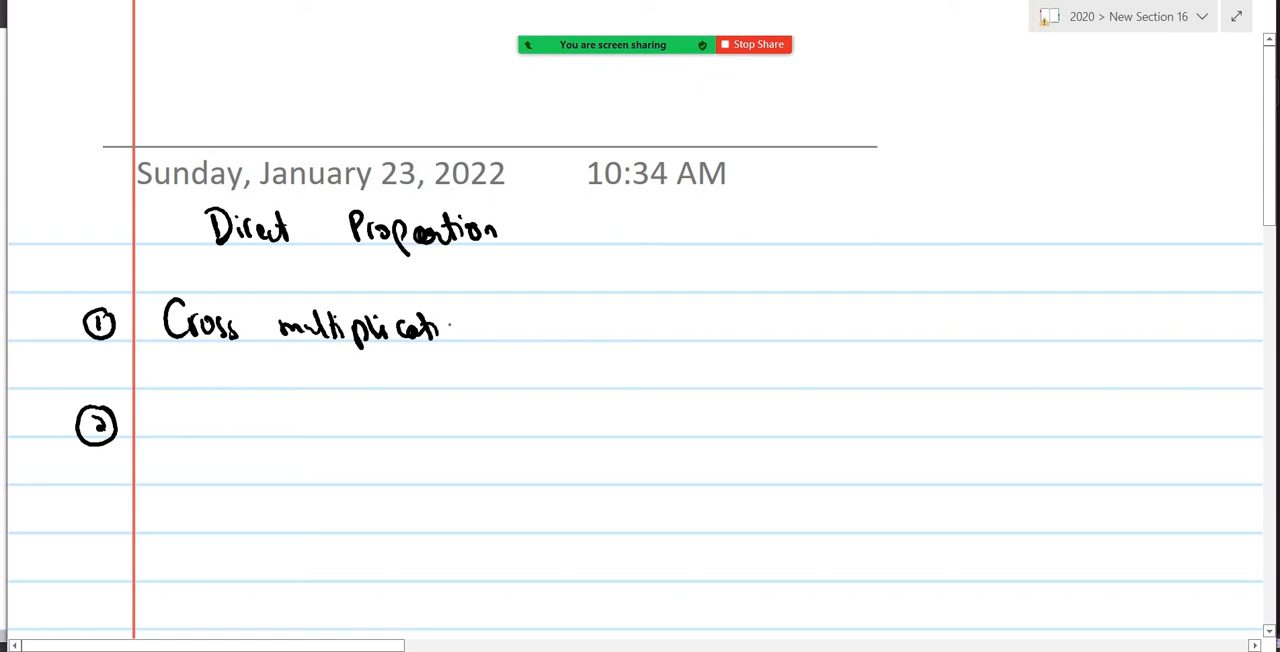 2020 > New Section 16
You are screen sharing
Stop Share
Sunday, January 23, 2022 10:34 AM
Direct Proportion
① Cross multiplicati
②